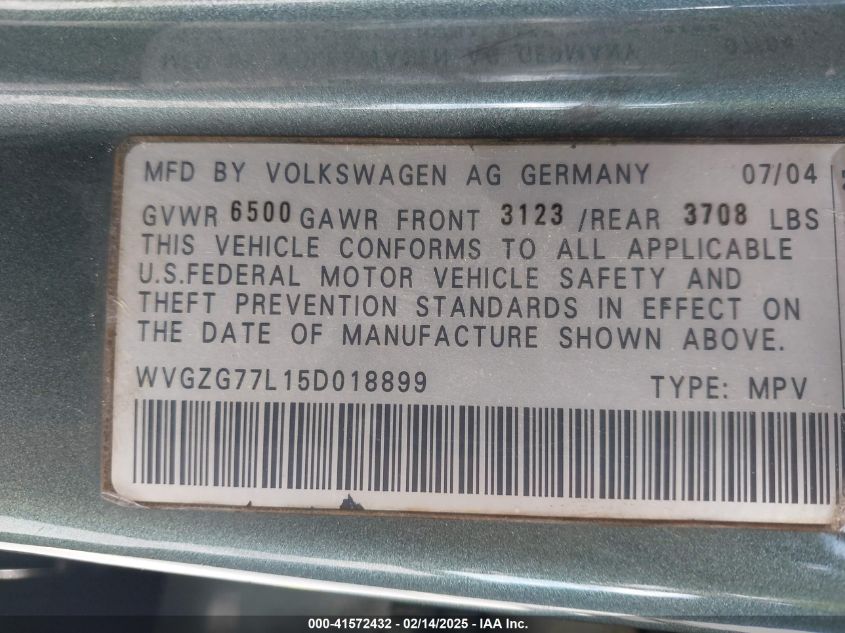 MFD BY VOLKSWAGEN AG GERMANY 07/04
GVWR 6500 GAWR FRONT 3123 /REAR 3708 LBS
THIS VEHICLE CONFORMS TO ALL APPLICABLE
U.S.FEDERAL MOTOR VEHICLE SAFETY AND
THEFT PREVENTION STANDARDS IN EFFECT ON
THE DATE OF MANUFACTURE SHOWN ABOVE.
WVGZG77L15D018899 TYPE: MPV
000-41572432 - 02/14/2025 - IAAI.com